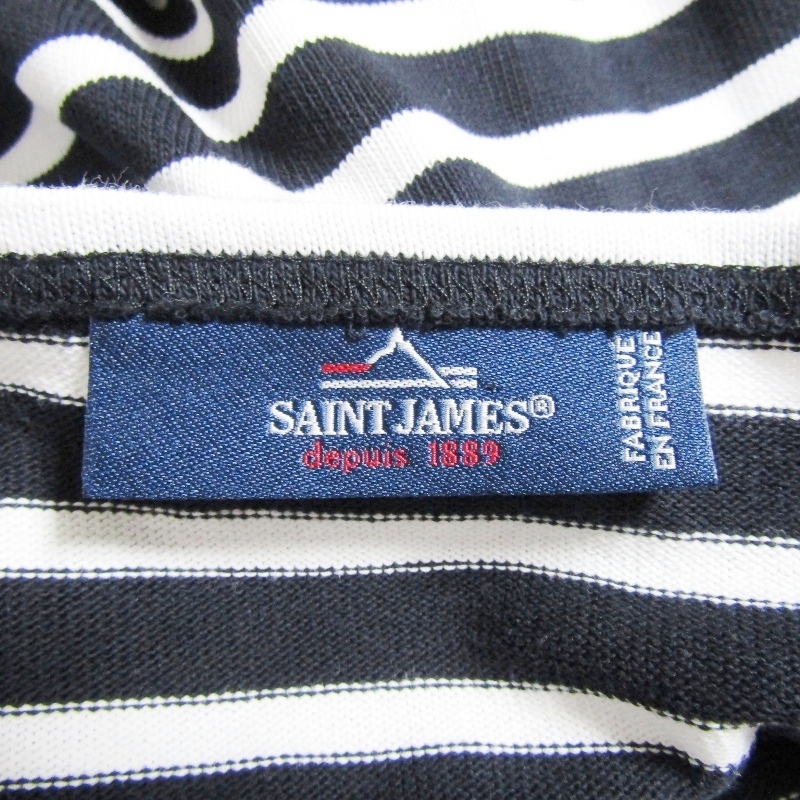 SAINT JAMES®
depuis 1889
FABRIQUE
EN FRANCE